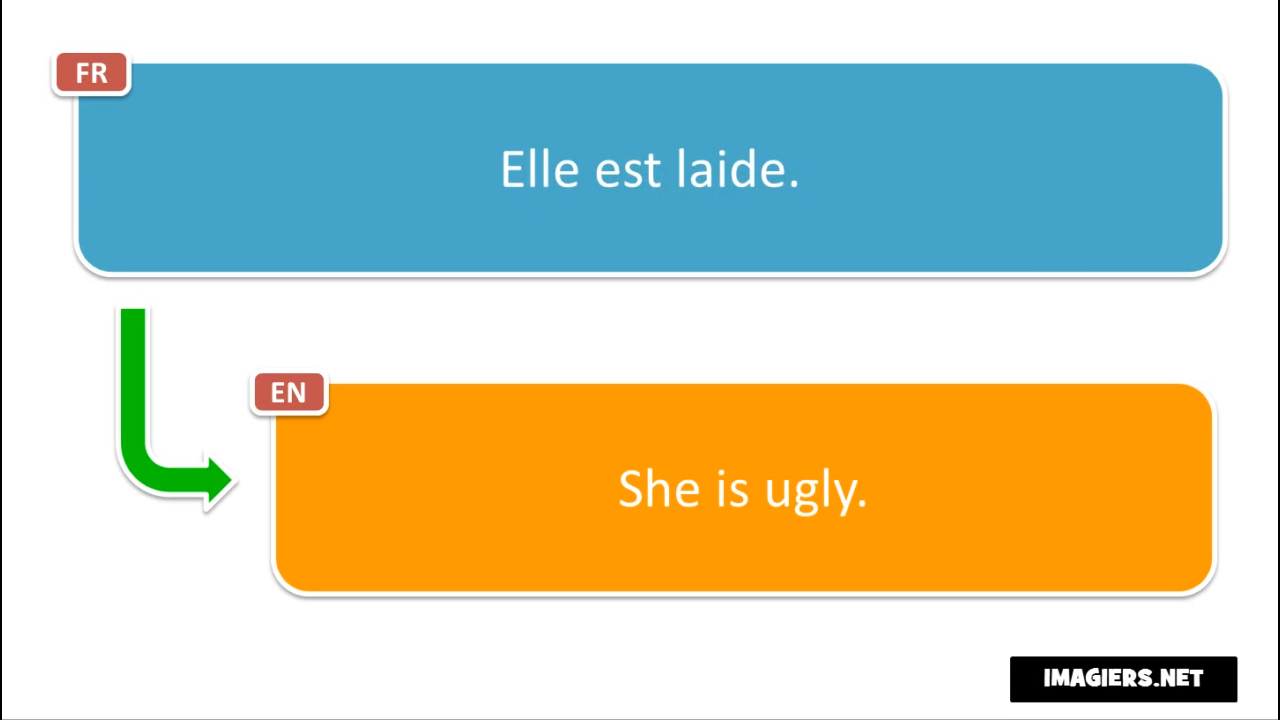 FR
Elle est laide.
EN
She is ugly.
IMAGIERS.NET